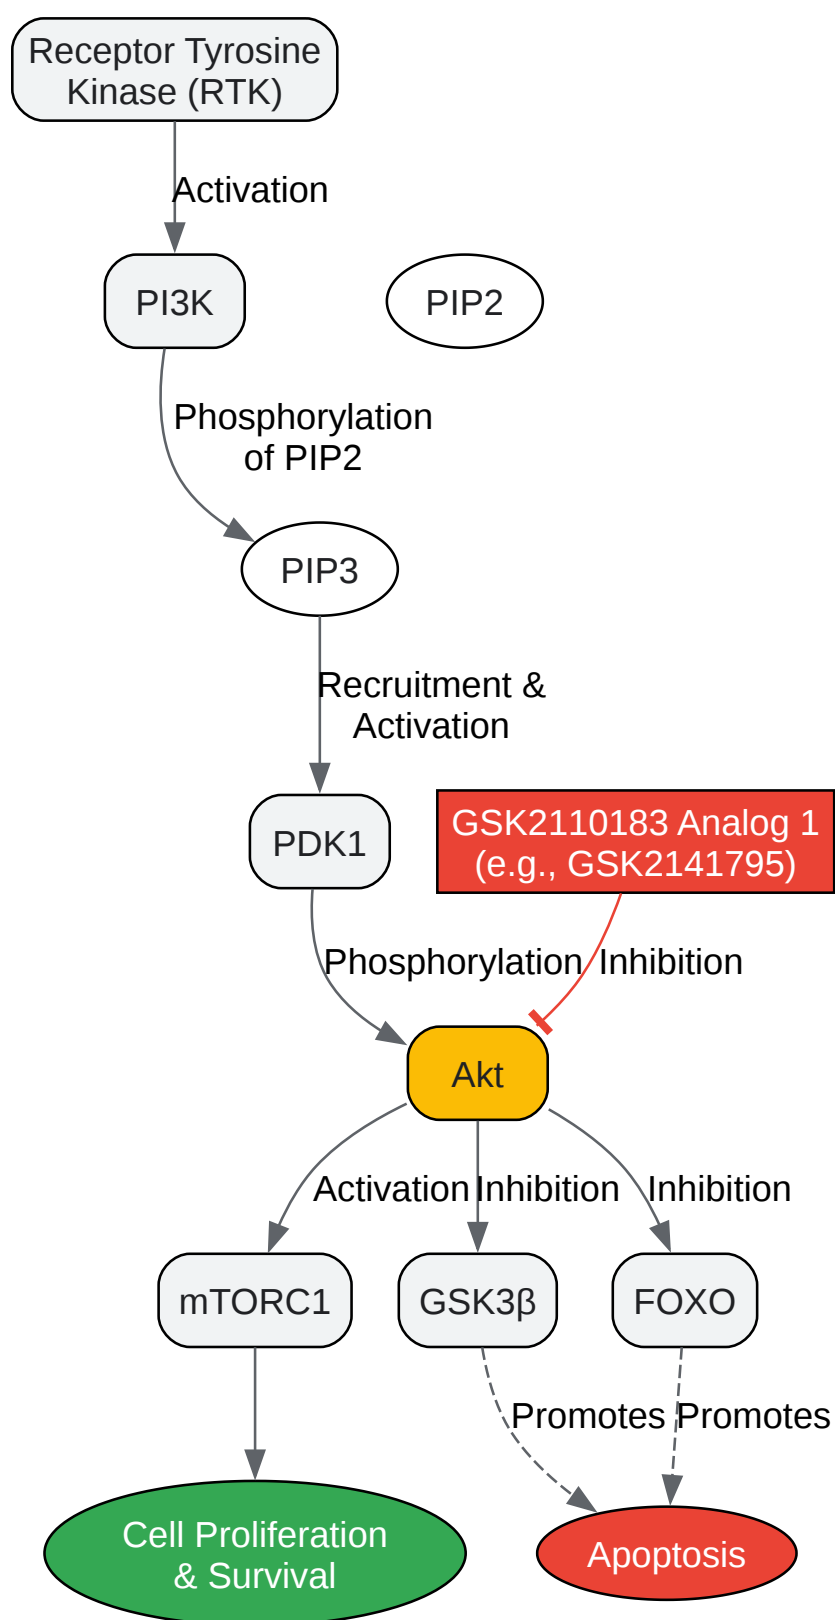 Receptor Tyrosine
Kinase (RTK)
Activation
PI3K
PIP2
Phosphorylation
of PIP2
PIP3
Recruitment &
Activation
PDK1
GSK2110183 Analog 1
(e.g., GSK2141795)
Phosphorylation
Inhibition
Akt
Activation
Inhibition
Inhibition
mTORC1
GSK3β
FOXO
Promotes
Promotes
Cell Proliferation
& Survival
Apoptosis